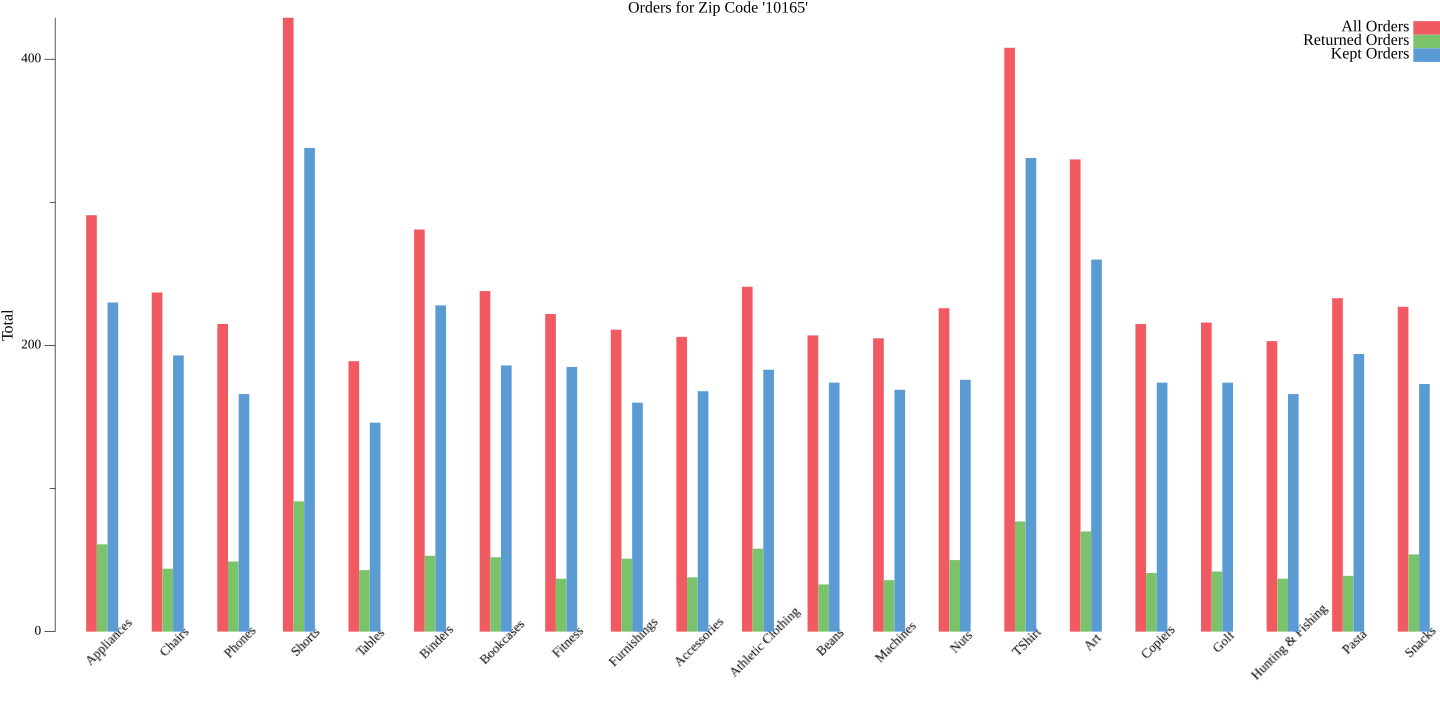 Orders for Zip Code '10165'
All Orders
Returned Orders
Kept Orders
Total
400
200
0
Appliances
Chairs
Phones
Shorts
Tables
Binders
Bookcases
Fitness
Furnishings
Accessories
Athletic Clothing
Beans
Machines
Nuts
TShirt
Art
Copiers
Golf
Hunting & Fishing
Pasta
Snacks